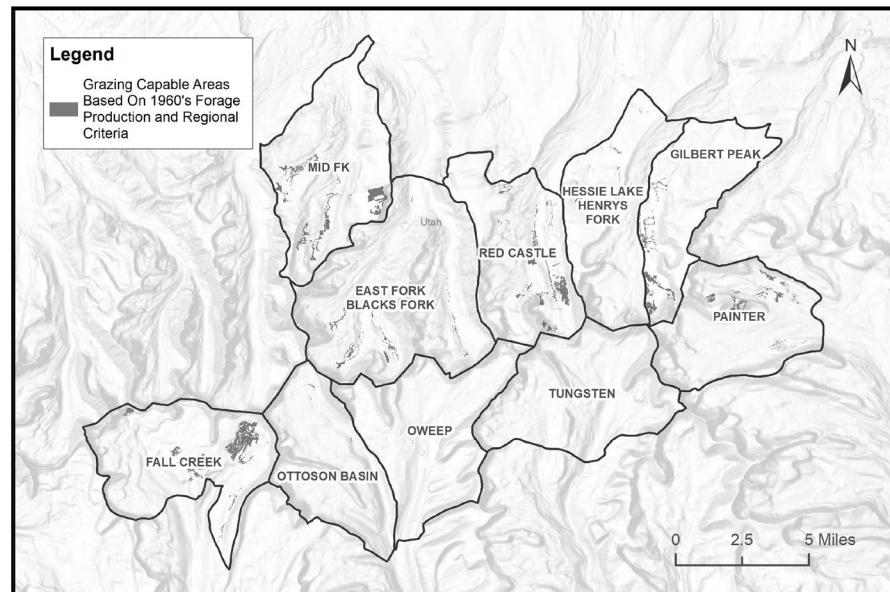 Legend
Grazing Capable Areas
Based On 1960's Forage
Production and Regional
Criteria
N
MID FK
GILBERT PEAK
HESSIE LAKE
HENRYS
FORK
Utah
RED CASTLE
EAST FORK
BLACKS FORK
PAINTER
TUNGSTEN
OWEEP
FALL CREEK
OTTOSON BASIN
0 2.5 5 Miles